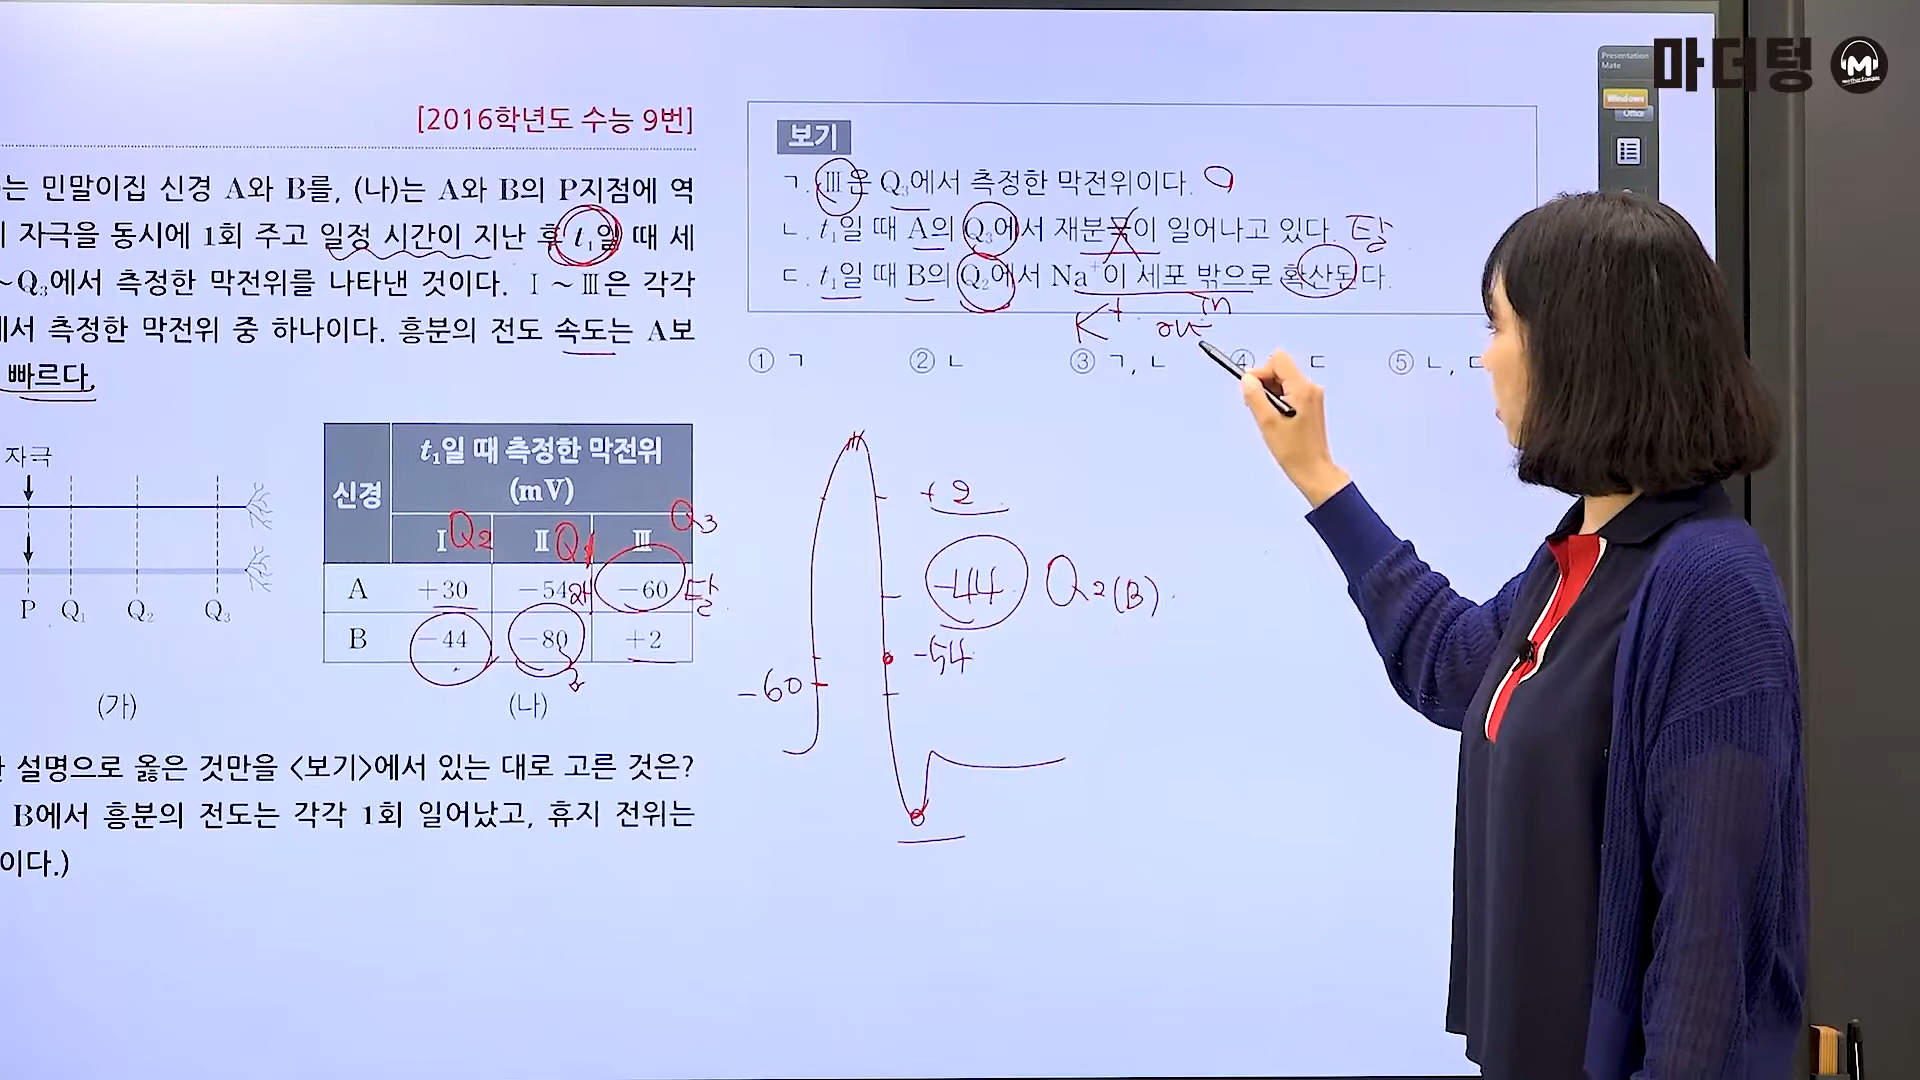 마더텅
Presentation Mate
Windows
Office
[2016학년도 수능 9번]
는 민말이집 신경 A와 B를, (나)는 A와 B의 P지점에 역
자극을 동시에 1회 주고 일정 시간이 지난 후 t₁일 때 세
~Q₃에서 측정한 막전위를 나타낸 것이다. Ⅰ~Ⅲ은 각각
에서 측정한 막전위 중 하나이다. 흥분의 전도 속도는 A보
빠르다.
자극
P Q₁ Q₂ Q₃
(가)
신경
t₁일 때 측정한 막전위
(mV)
Ⅰ Q₂ Ⅱ Q₁ Ⅲ Q₃
A +30 -54 -60 탈
B -44 -80 +2
(나)
설명으로 옳은 것만을 <보기>에서 있는 대로 고른 것은?
B에서 흥분의 전도는 각각 1회 일어났고, 휴지 전위는
이다.)
보기
ㄱ. Ⅲ은 Q₃에서 측정한 막전위이다. O
ㄴ. t₁일 때 A의 Q₃에서 재분극이 일어나고 있다. 탈
ㄷ. t₁일 때 B의 Q₂에서 Na⁺이 세포 밖으로 확산된다.
K⁺ out in
① ㄱ ② ㄴ ③ ㄱ, ㄴ ④ ㄷ ⑤ ㄴ, ㄷ
+2
-44 Q₂(B)
-54
-60